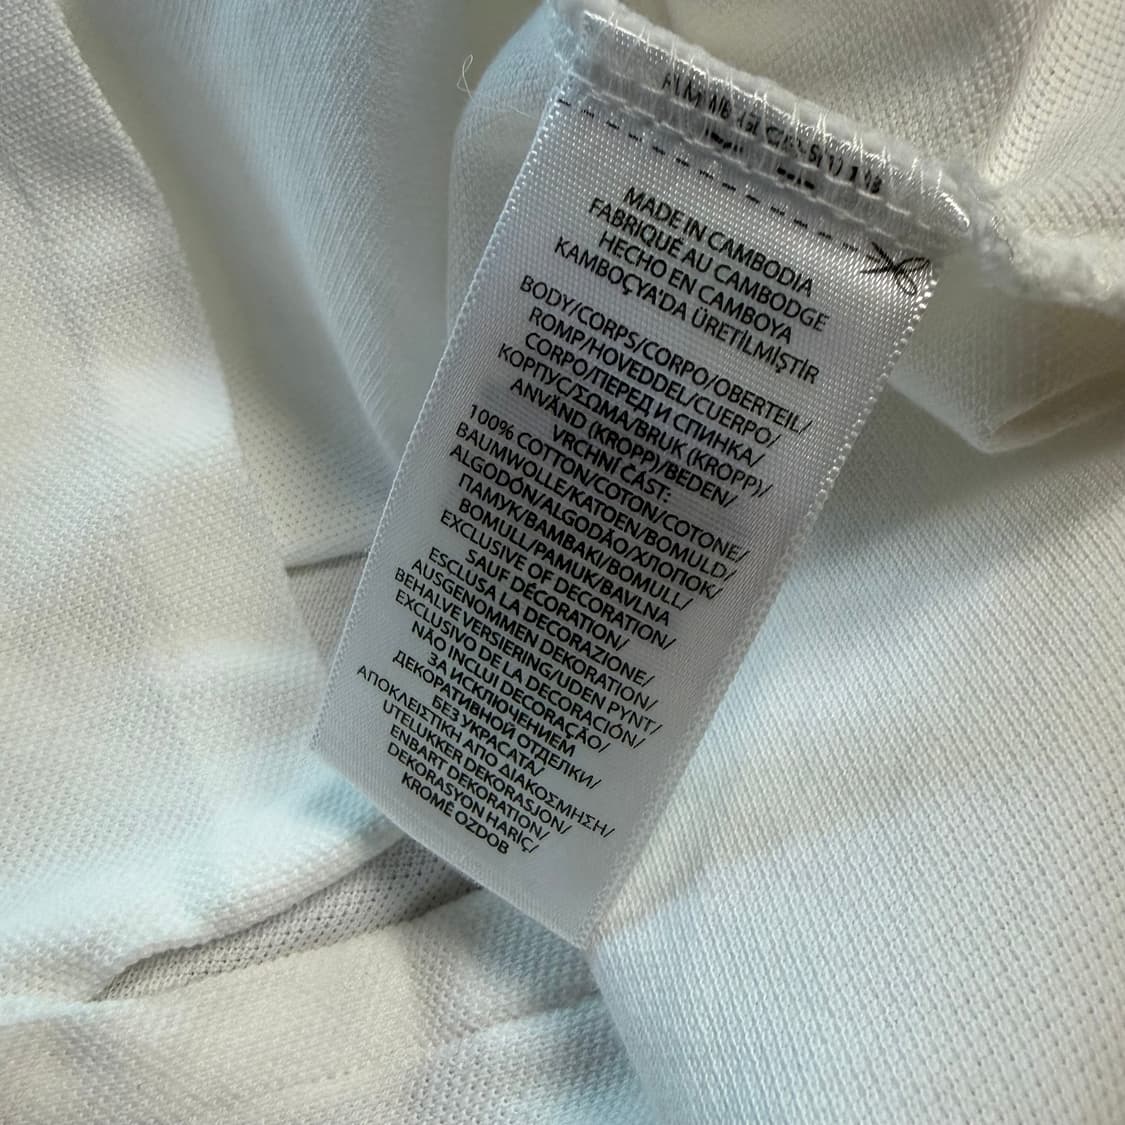 MADE IN CAMBODIA
FABRIQUÉ AU CAMBODGE
HECHO EN CAMBOYA
KAMBOÇYA'DA ÜRETİLMİŞTİR
BODY/CORPS/CORPO/OBERTEIL/
ROMP/HOVEDDEL/CUERPO/
CORPO/ПЕРЕД И СПИНКА/
КОРПУС/ΣΩΜΑ/BRUK (KROPP)/
ANVÄND (KROPP)/BEDEN/
VRCHNÍ ČÁST:
100% COTTON/COTON/COTONE/
BAUMWOLLE/KATOEN/BOMULD/
ALGODÓN/ALGODÃO/ХЛОПОК/
ПАМУК/BAMBAKI/BOMULL/
BOMULL/PAMUK/BAVLNA
EXCLUSIVE OF DECORATION/
SAUF DÉCORATION/
ESCLUSA LA DECORAZIONE/
AUSGENOMMEN DEKORATION/
BEHALVE VERSIERING/UDEN PYNT/
EXCLUSIVO DE LA DECORACIÓN/
NÃO INCLUI DECORAÇÃO/
ЗА ИСКЛЮЧЕНИЕМ
ДЕКОРАТИВНОЙ ОТДЕЛКИ/
БЕЗ УКРАСАТА/
ΑΠΟΚΛΕΙΣΤΙΚΗ ΑΠΟ ΔΙΑΚΟΣΜΗΣΗ/
UTELUKKER DEKORASJON/
ENBART DEKORATION/
DEKORASYON HARİÇ/
KROMĚ OZDOB